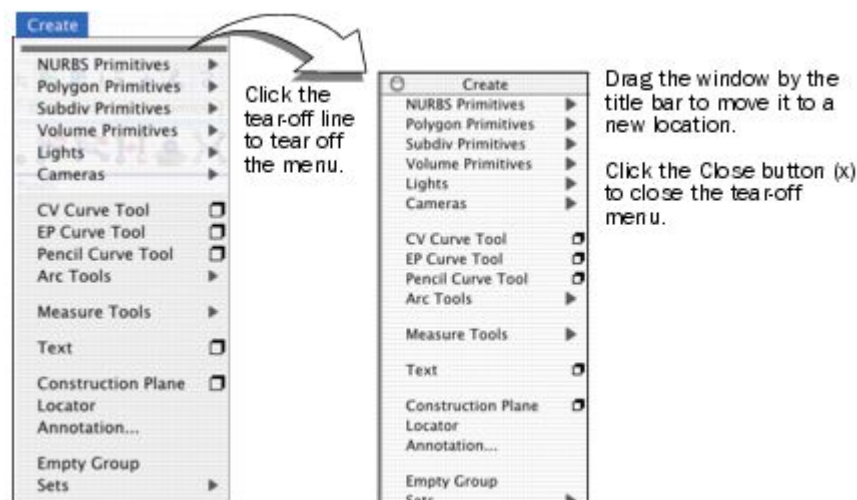 Create
NURBS Primitives
Polygon Primitives
Subdiv Primitives
Volume Primitives
Lights
Cameras
CV Curve Tool
EP Curve Tool
Pencil Curve Tool
Arc Tools
Measure Tools
Text
Construction Plane
Locator
Annotation...
Empty Group
Sets
Click the
tear-off line
to tear off
the menu.
Create
NURBS Primitives
Polygon Primitives
Subdiv Primitives
Volume Primitives
Lights
Cameras
CV Curve Tool
EP Curve Tool
Pencil Curve Tool
Arc Tools
Measure Tools
Text
Construction Plane
Locator
Annotation...
Empty Group
Sets
Drag the window by the
title bar to move it to a
new location.
Click the Close button (x)
to close the tear-off
menu.